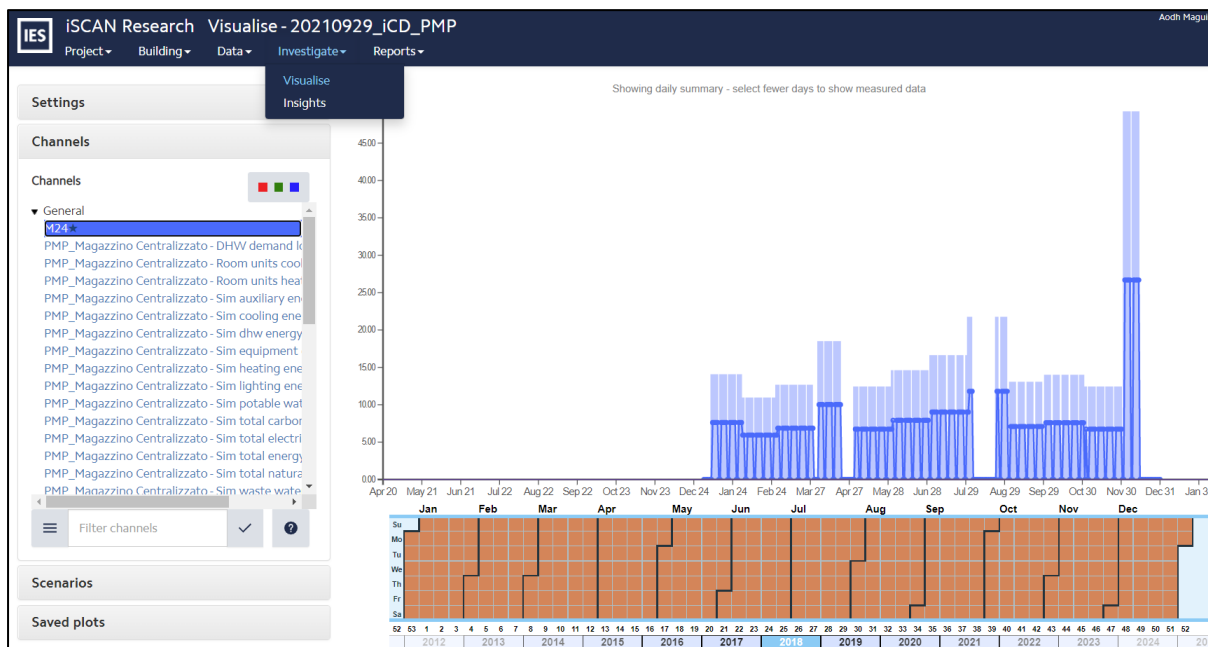 IES
iSCAN Research Visualise - 20210929_iCD_PMP
Aodh Magui
Project Building Data Investigate Reports
Visualise
Insights
Settings
Channels
Channels
General
M24★
PMP_Magazzino Centralizzato - DHW demand lo
PMP_Magazzino Centralizzato - Room units cool
PMP_Magazzino Centralizzato - Room units heat
PMP_Magazzino Centralizzato - Sim auxiliary en
PMP_Magazzino Centralizzato - Sim cooling ene
PMP_Magazzino Centralizzato - Sim dhw energy
PMP_Magazzino Centralizzato - Sim equipment
PMP_Magazzino Centralizzato - Sim heating ene
PMP_Magazzino Centralizzato - Sim lighting ene
PMP_Magazzino Centralizzato - Sim potable wat
PMP_Magazzino Centralizzato - Sim total carbor
PMP_Magazzino Centralizzato - Sim total electri
PMP_Magazzino Centralizzato - Sim total energy
PMP_Magazzino Centralizzato - Sim total natura
PMP_Magazzino Centralizzato - Sim waste wate
Filter channels
Scenarios
Saved plots
Showing daily summary - select fewer days to show measured data
45.00
40.00
35.00
30.00
25.00
20.00
15.00
10.00
5.00
0.00
Apr 20 May 21 Jun 21 Jul 22 Aug 22 Sep 22 Oct 23 Nov 23 Dec 24 Jan 24 Feb 24 Mar 27 Apr 27 May 28 Jun 28 Jul 29 Aug 29 Sep 29 Oct 30 Nov 30 Dec 31 Jan 3
Jan Feb Mar Apr May Jun Jul Aug Sep Oct Nov Dec
Su
Mo
Tu
We
Th
Fr
Sa
52 53 1 2 3 4 5 6 7 8 9 10 11 12 13 14 15 16 17 18 19 20 21 22 23 24 25 26 27 28 29 30 31 32 33 34 35 36 37 38 39 40 41 42 43 44 45 46 47 48 49 50 51 52
2012 2013 2014 2015 2016 2017 2018 2019 2020 2021 2022 2023 2024 20